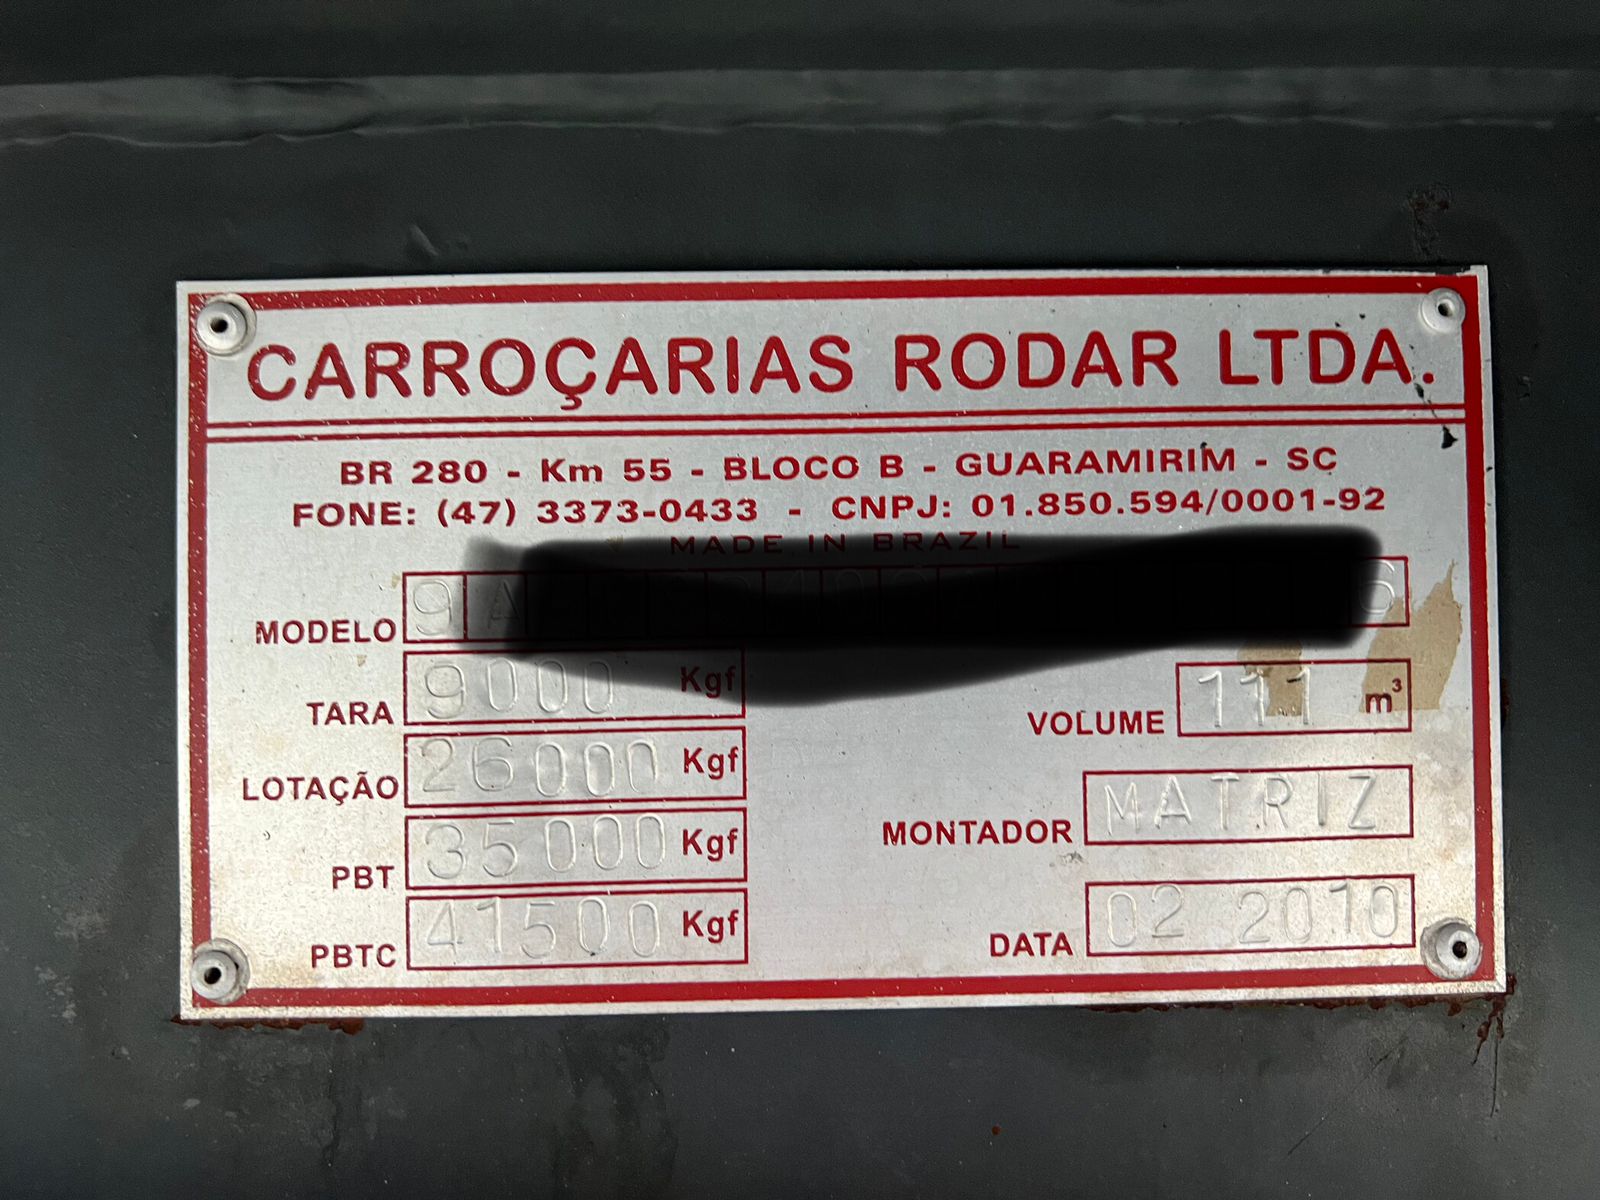 CARROÇARIAS RODAR LTDA.
BR 280 - Km 55 - BLOCO B - GUARAMIRIM - SC
FONE: (47) 3373-0433 - CNPJ: 01.850.594/0001-92
MADE IN BRAZIL
MODELO 9A 6
TARA 9000 Kgf
VOLUME 111 m³
LOTAÇÃO 26000 Kgf
MONTADOR MATRIZ
PBT 35000 Kgf
PBTC 41500 Kgf
DATA 02 2010